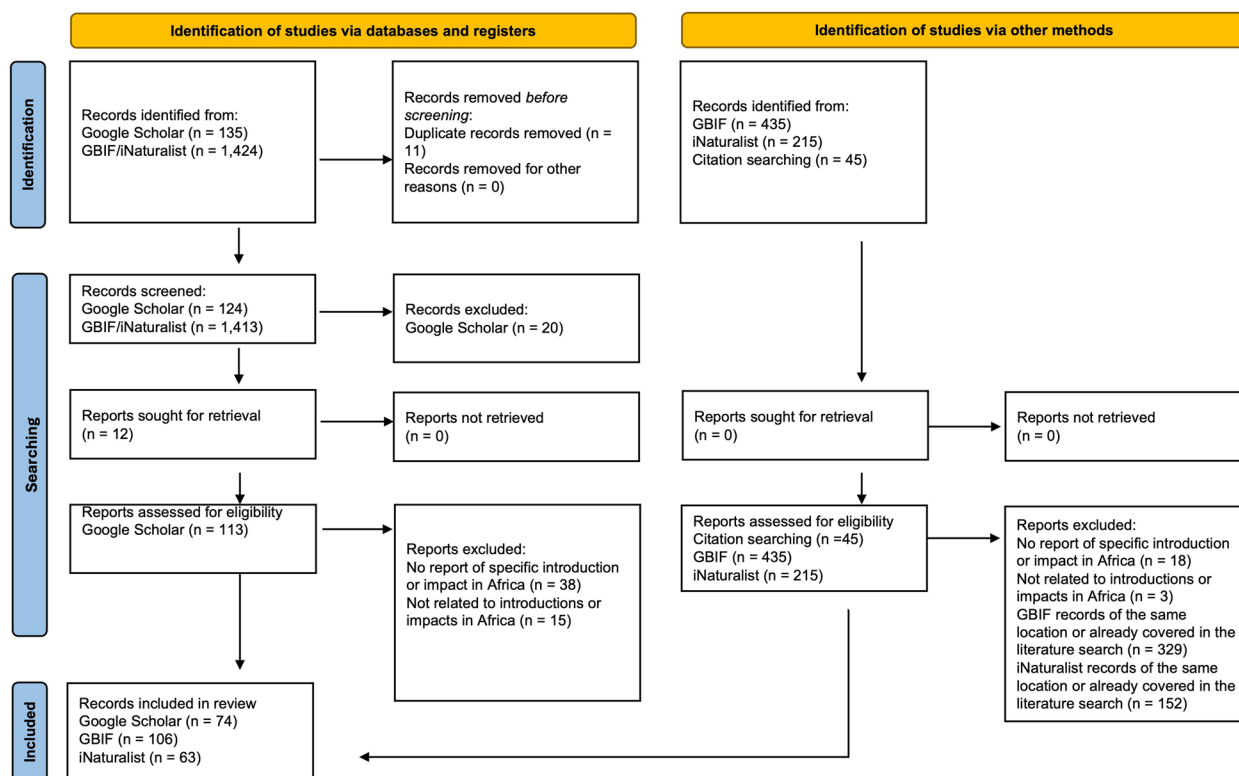 Identification of studies via databases and registers
Identification of studies via other methods
Identification
Records identified from:
Google Scholar (n = 135)
GBIF/iNaturalist (n = 1,424)
Records removed before
screening:
Duplicate records removed (n =
11)
Records removed for other
reasons (n = 0)
Records identified from:
GBIF (n = 435)
iNaturalist (n = 215)
Citation searching (n = 45)
Searching
Records screened:
Google Scholar (n = 124)
GBIF/iNaturalist (n = 1,413)
Records excluded:
Google Scholar (n = 20)
Reports sought for retrieval
(n = 12)
Reports not retrieved
(n = 0)
Reports sought for retrieval
(n = 0)
Reports not retrieved
(n = 0)
Reports assessed for eligibility
Google Scholar (n = 113)
Reports excluded:
No report of specific introduction
or impact in Africa (n = 38)
Not related to introductions or
impacts in Africa (n = 15)
Reports assessed for eligibility
Citation searching (n =45)
GBIF (n = 435)
iNaturalist (n = 215)
Reports excluded:
No report of specific introduction
or impact in Africa (n = 18)
Not related to introductions or
impacts in Africa (n = 3)
GBIF records of the same
location or already covered in the
literature search (n = 329)
iNaturalist records of the same
location or already covered in the
literature search (n = 152)
Included
Records included in review
Google Scholar (n = 74)
GBIF (n = 106)
iNaturalist (n = 63)